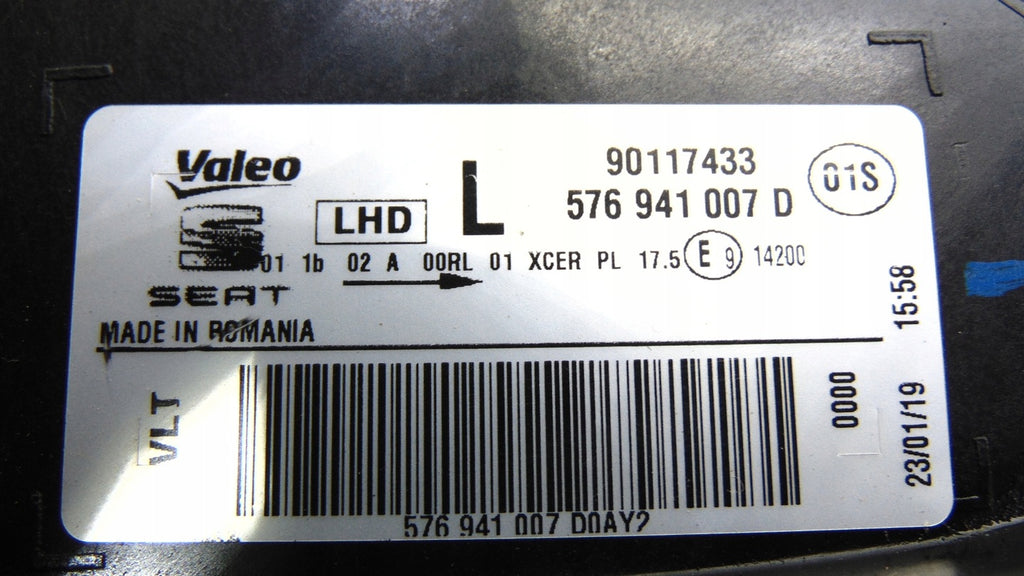 Valeo
SEAT
LHD
L
90117433
576 941 007 D
01S
01 1b 02 A 00RL 01 XCER PL 17.5 E 9 14200
MADE IN ROMANIA
VLT
0000
15:58
23/01/19
576 941 007 D0AY2